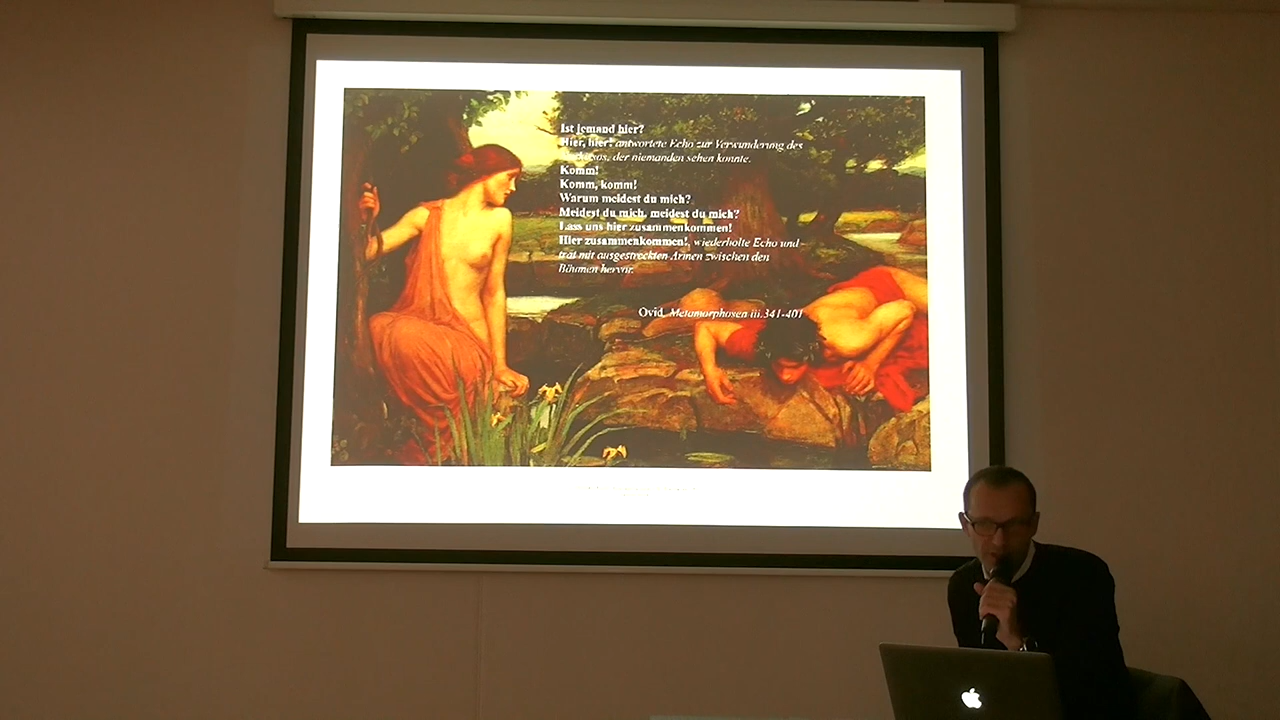 Ist jemand hier?
Hier, hier! antwortete Echo zur Verwunderung des
der niemanden sehen konnte.
Komm!
Komm, komm!
Warum meidest du mich?
Meidest du mich, meidest du mich?
Lass uns hier zusammenkommen!
Hier zusammenkommen!, wiederholte Echo und
trat mit ausgestreckten Armen zwischen den
Bäumen hervor.
Ovid, Metamorphosen iii.341-401